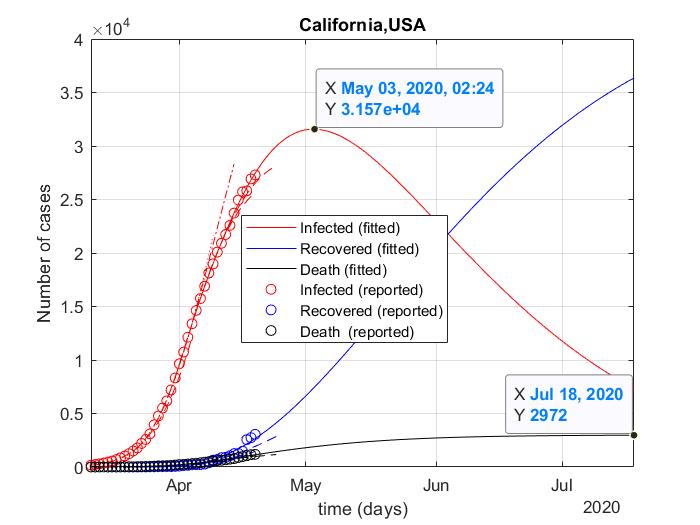 California,USA
×10⁴
4
3.5
3
2.5
2
1.5
1
0.5
0
Number of cases
X May 03, 2020, 02:24
Y 3.157e+04
Infected (fitted)
Recovered (fitted)
Death (fitted)
Infected (reported)
Recovered (reported)
Death (reported)
X Jul 18, 2020
Y 2972
Apr May Jun Jul
time (days)
2020